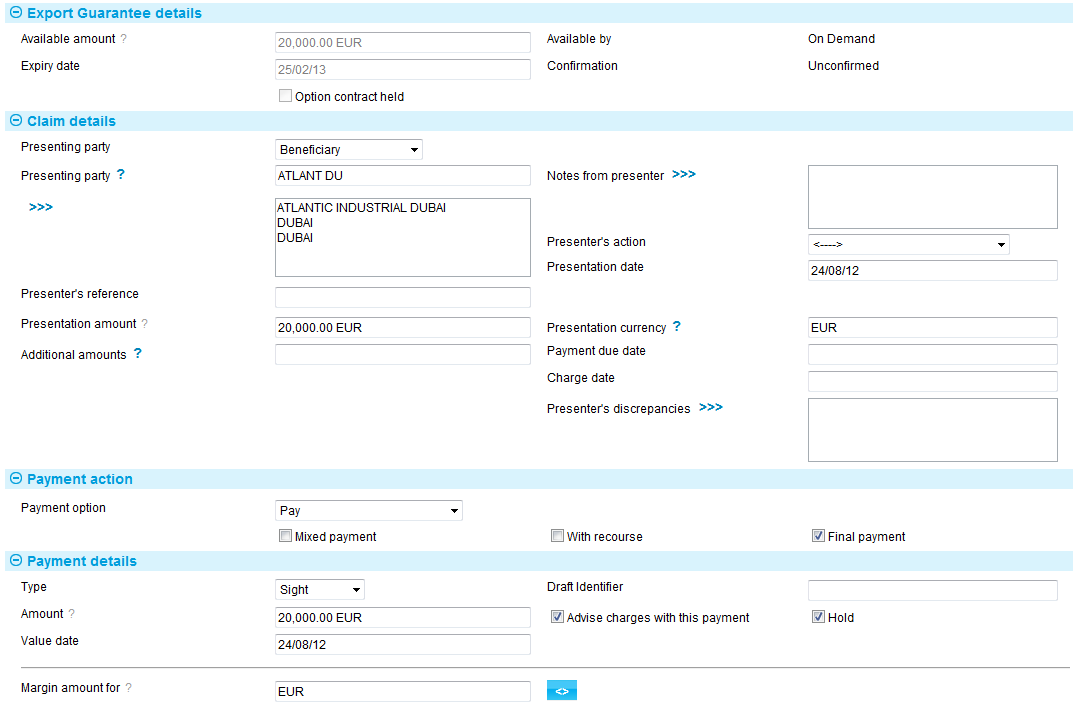 Export Guarantee details
Available amount ? 20,000.00 EUR Available by On Demand
Expiry date 25/02/13 Confirmation Unconfirmed
Option contract held
Claim details
Presenting party Beneficiary
Presenting party ? ATLANT DU Notes from presenter >>>
>>> ATLANTIC INDUSTRIAL DUBAI
DUBAI
DUBAI
Presenter's action <---->
Presentation date 24/08/12
Presenter's reference
Presentation amount ? 20,000.00 EUR Presentation currency ? EUR
Additional amounts ? Payment due date
Charge date
Presenter's discrepancies >>>
Payment action
Payment option Pay
Mixed payment With recourse Final payment
Payment details
Type Sight Draft Identifier
Amount ? 20,000.00 EUR Advise charges with this payment Hold
Value date 24/08/12
Margin amount for ? EUR <>